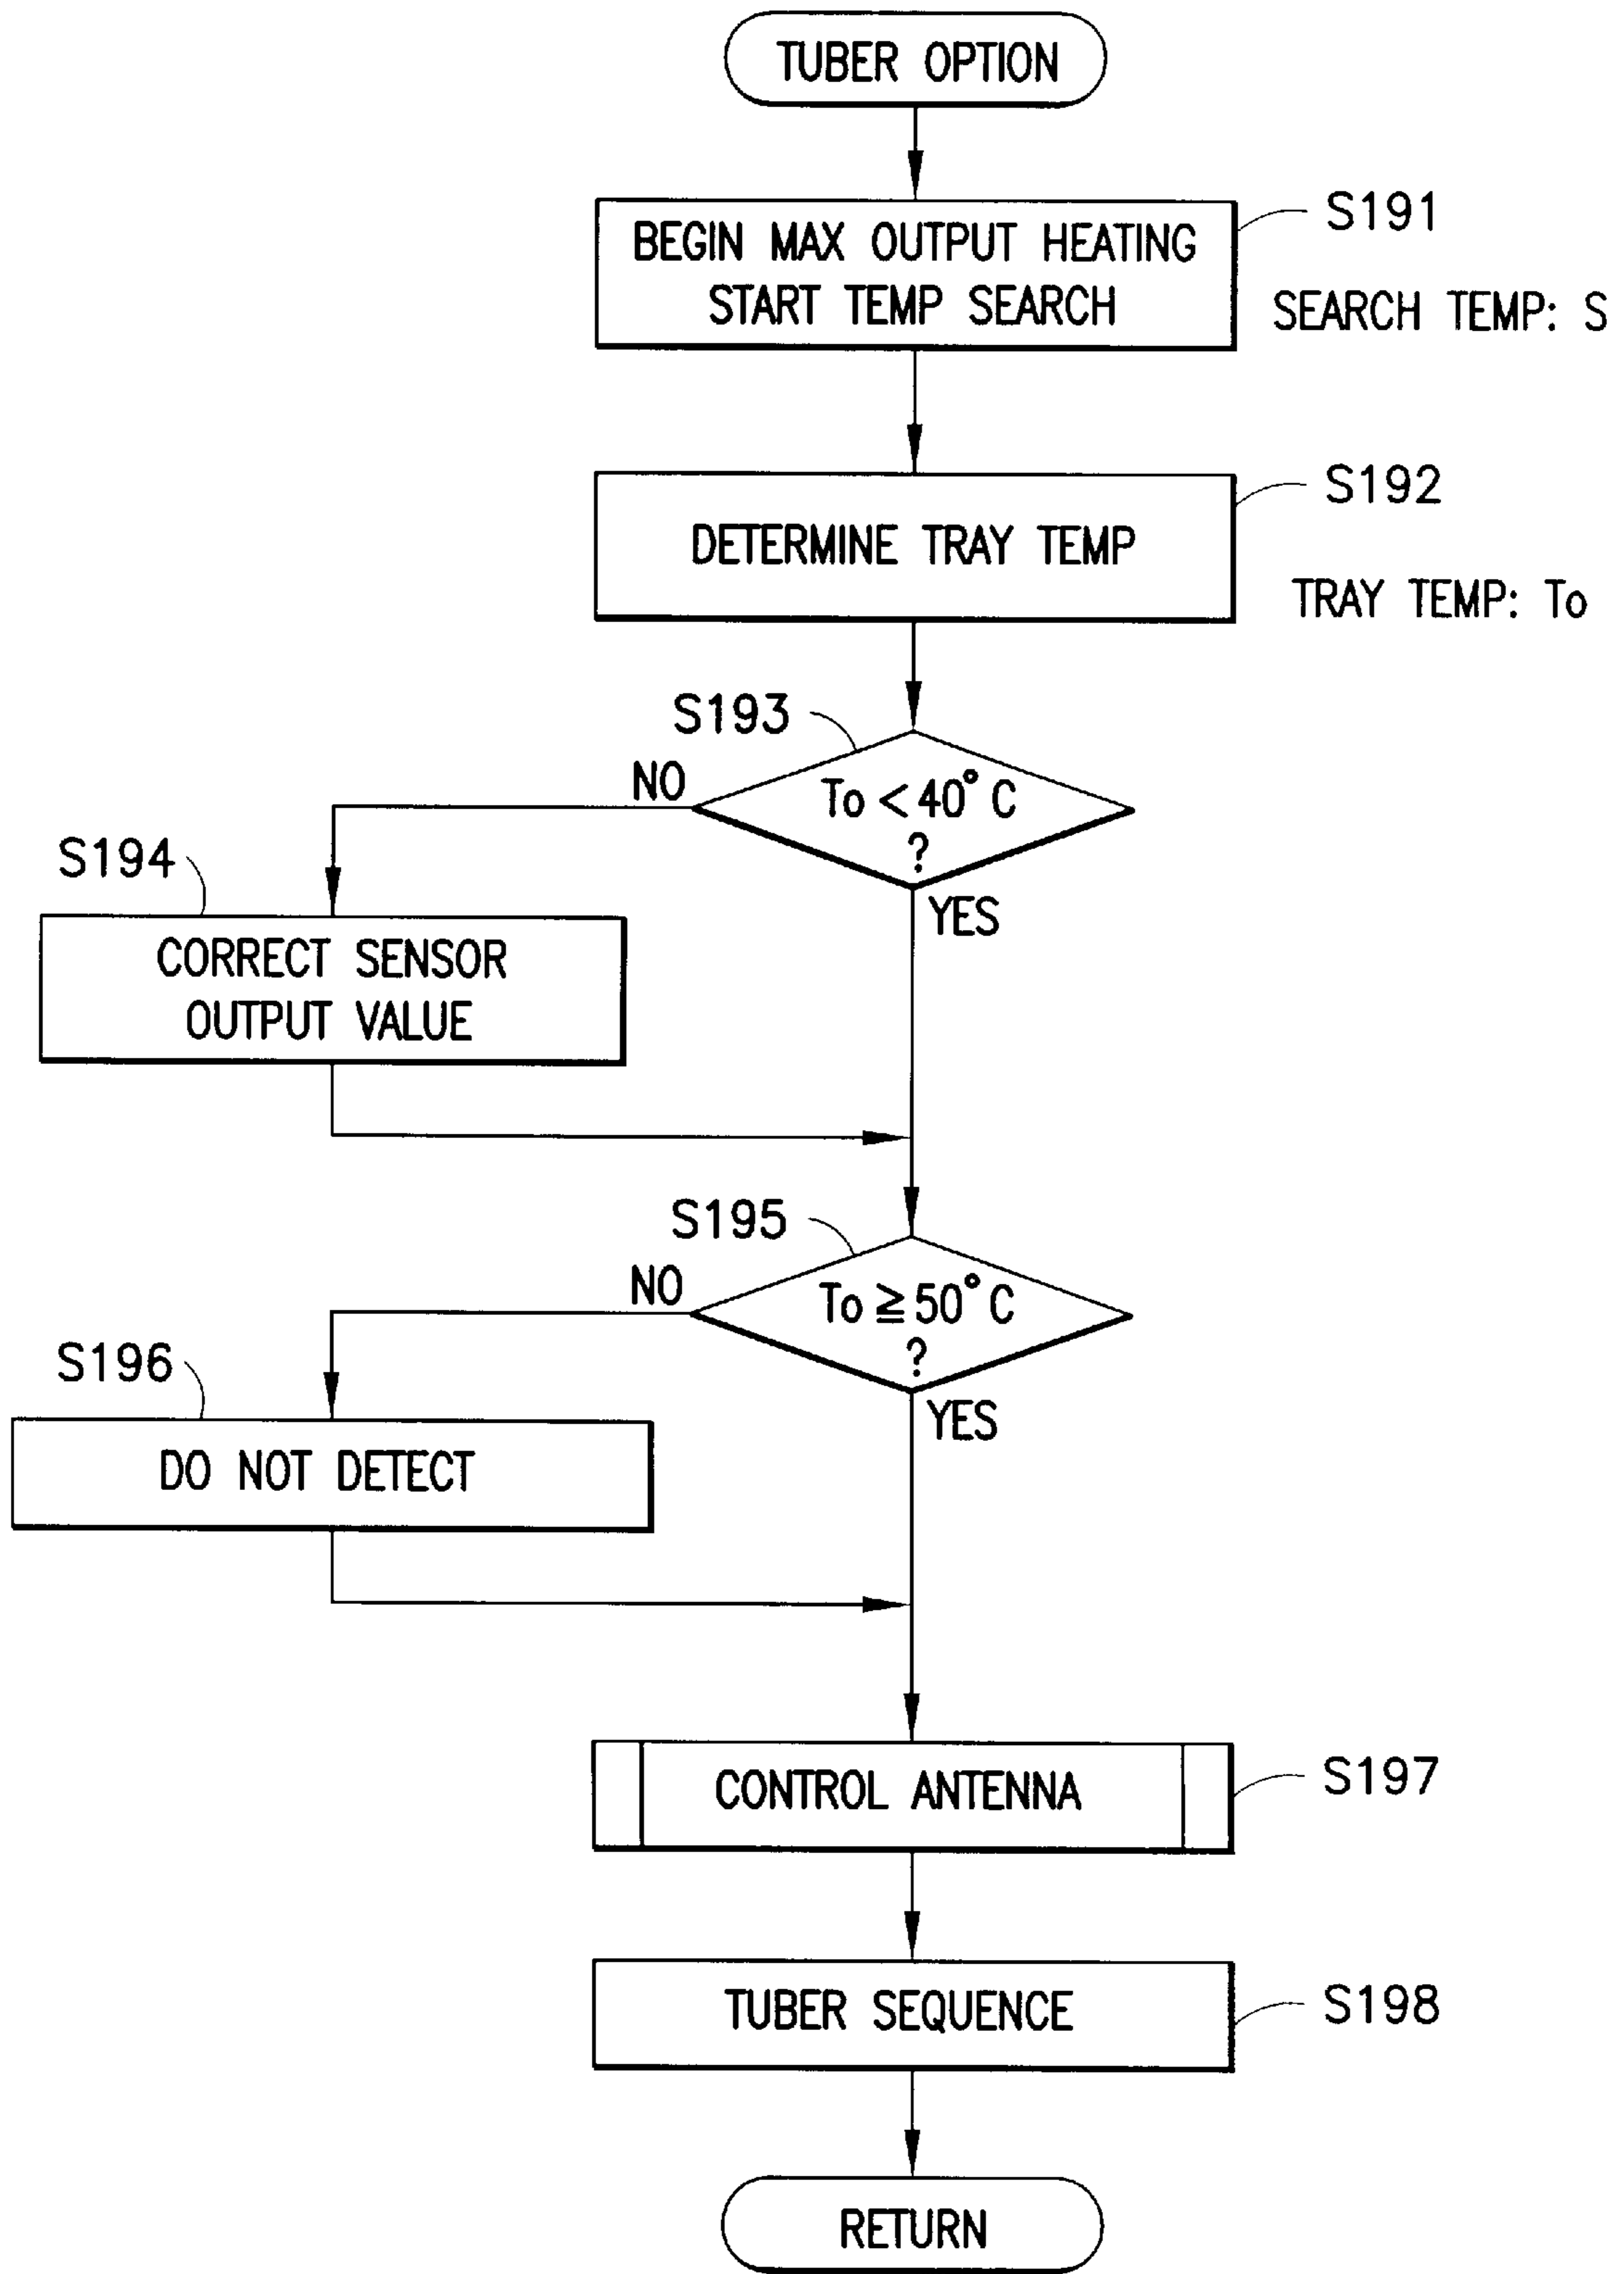 TUBER OPTION
BEGIN MAX OUTPUT HEATING
START TEMP SEARCH
S191
SEARCH TEMP: S
DETERMINE TRAY TEMP
S192
TRAY TEMP: To
S193
To < 40° C
?
NO
YES
S194
CORRECT SENSOR
OUTPUT VALUE
S195
To ≧ 50° C
?
NO
YES
S196
DO NOT DETECT
CONTROL ANTENNA
S197
TUBER SEQUENCE
S198
RETURN